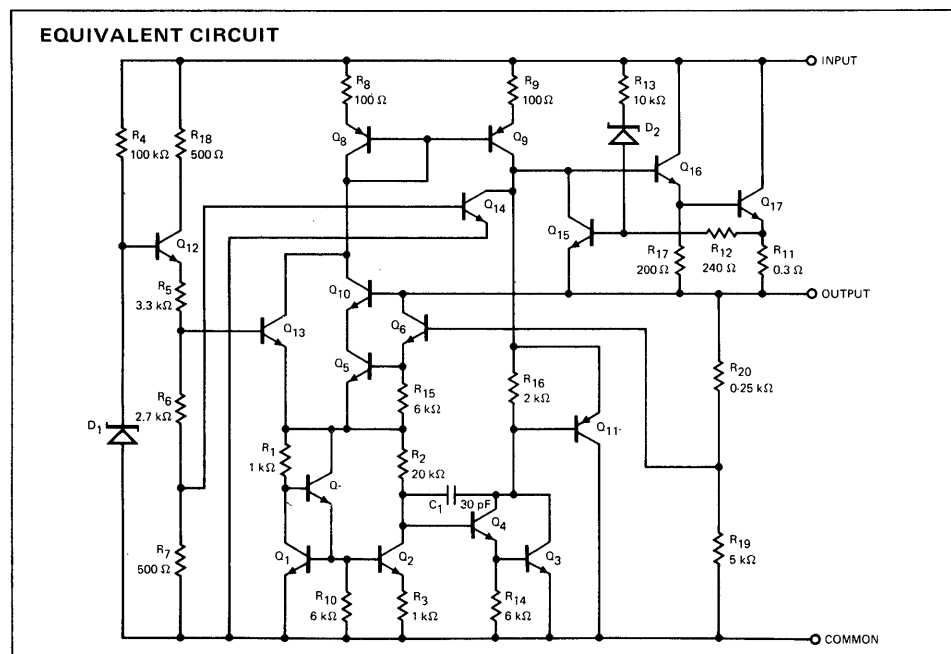 EQUIVALENT CIRCUIT
INPUT
R8
100 Ω
R9
100Ω
R13
10 kΩ
D2
R4
100 kΩ
R18
500Ω
Q8
Q9
Q16
Q14
Q17
Q12
Q15
R17
200 Ω
R12
240 Ω
R11
0.3 Ω
R5
3.3 kΩ
Q10
OUTPUT
Q13
Q6
Q5
R20
0·25 kΩ
R6
2.7 kΩ
R15
6 kΩ
R16
2 kΩ
D1
Q11
R1
1 kΩ
R2
20 kΩ
C1
30 pF
Q4
R7
500 Ω
Q1
Q2
Q3
R19
5 kΩ
R10
6 kΩ
R3
1 kΩ
R14
6 kΩ
COMMON